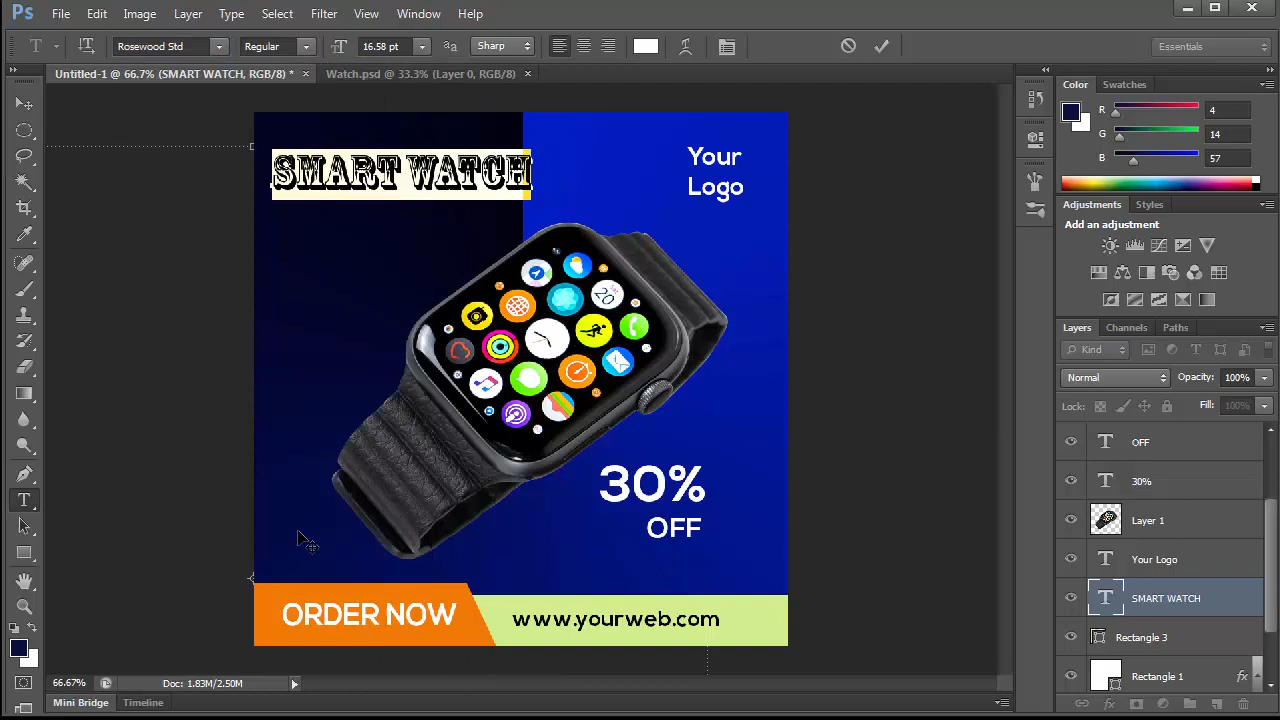 Ps File Edit Image Layer Type Select Filter View Window Help
T Rosewood Std Regular 16.58 pt Sharp Essentials
Untitled-1 @ 66.7% (SMART WATCH, RGB/8) * × Watch.psd @ 33.3% (Layer 0, RGB/8) ×
Color Swatches
R 4
G 14
B 57
SMART WATCH
Your
Logo
20
30%
OFF
ORDER NOW
www.yourweb.com
Adjustments Styles
Add an adjustment
Layers Channels Paths
Kind
Normal Opacity: 100%
Lock: Fill: 100%
T OFF
T 30%
Layer 1
T Your Logo
T SMART WATCH
Rectangle 3
Rectangle 1 fx
66.67% Doc: 1.83M/2.50M
Mini Bridge Timeline